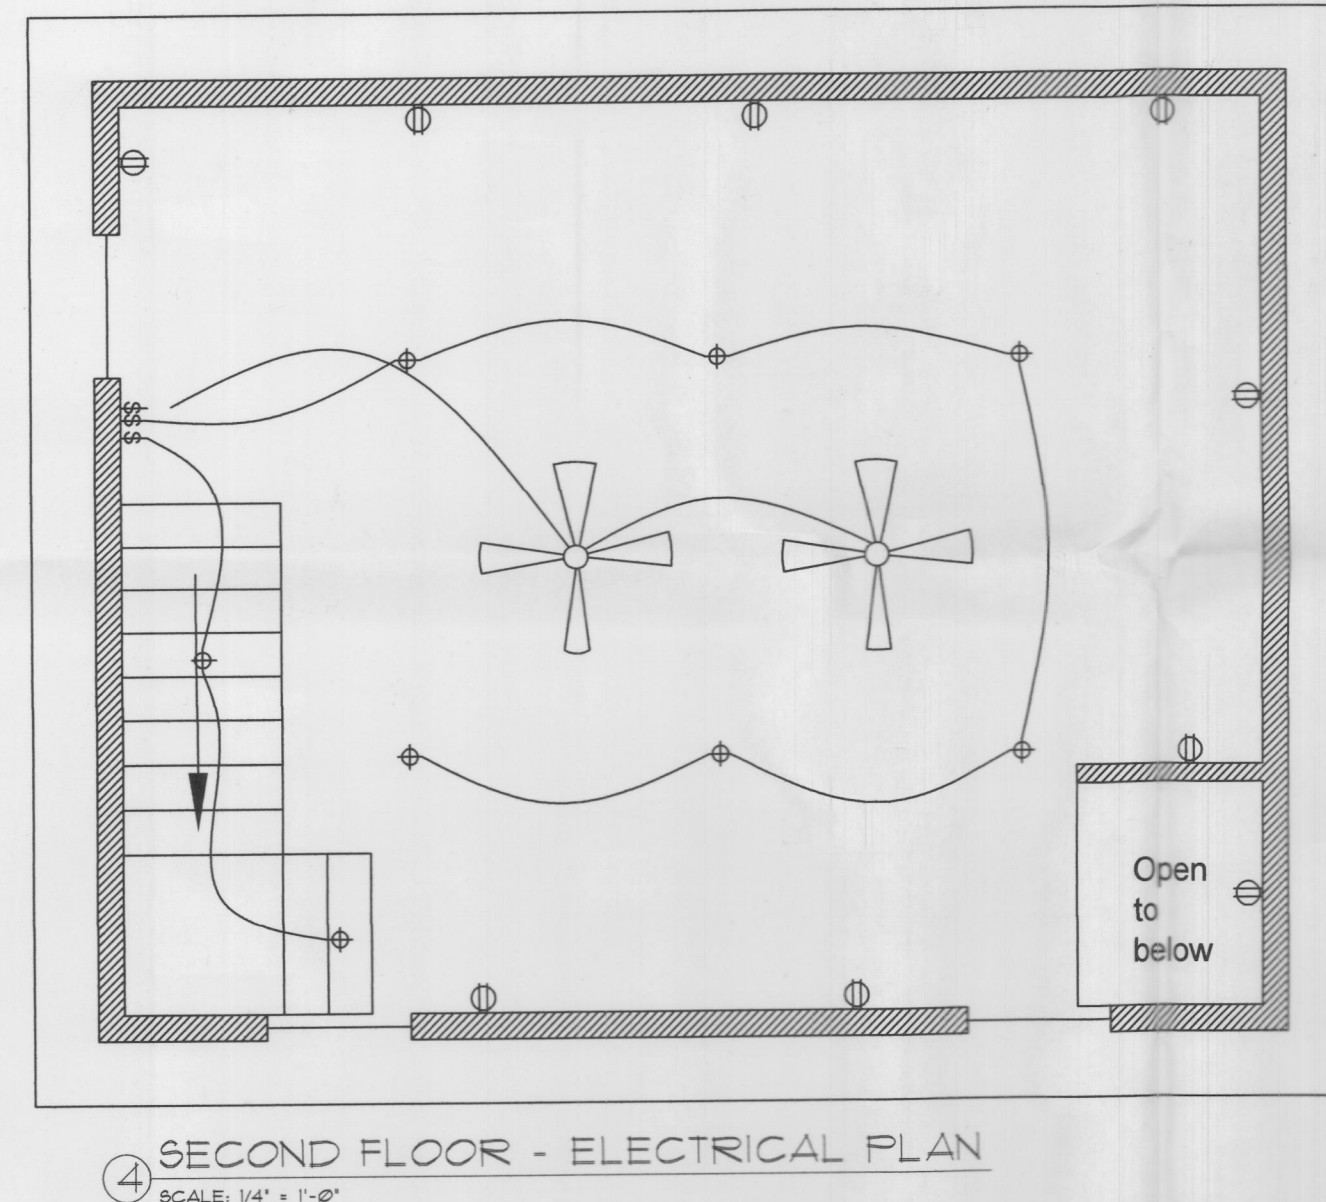 S
S
S
Open
to
below
4
SECOND FLOOR - ELECTRICAL PLAN
SCALE: 1/4" = 1'-0"